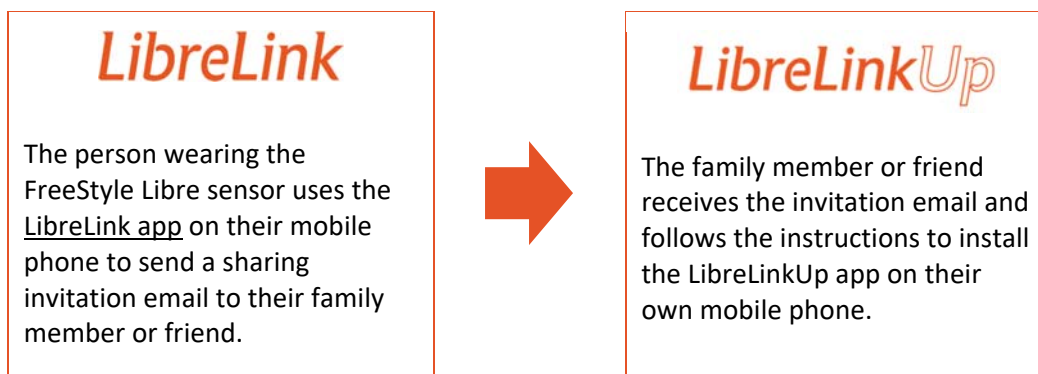 LibreLink
The person wearing the
FreeStyle Libre sensor uses the
LibreLink app on their mobile
phone to send a sharing
invitation email to their family
member or friend.
LibreLinkUp
The family member or friend
receives the invitation email and
follows the instructions to install
the LibreLinkUp app on their
own mobile phone.